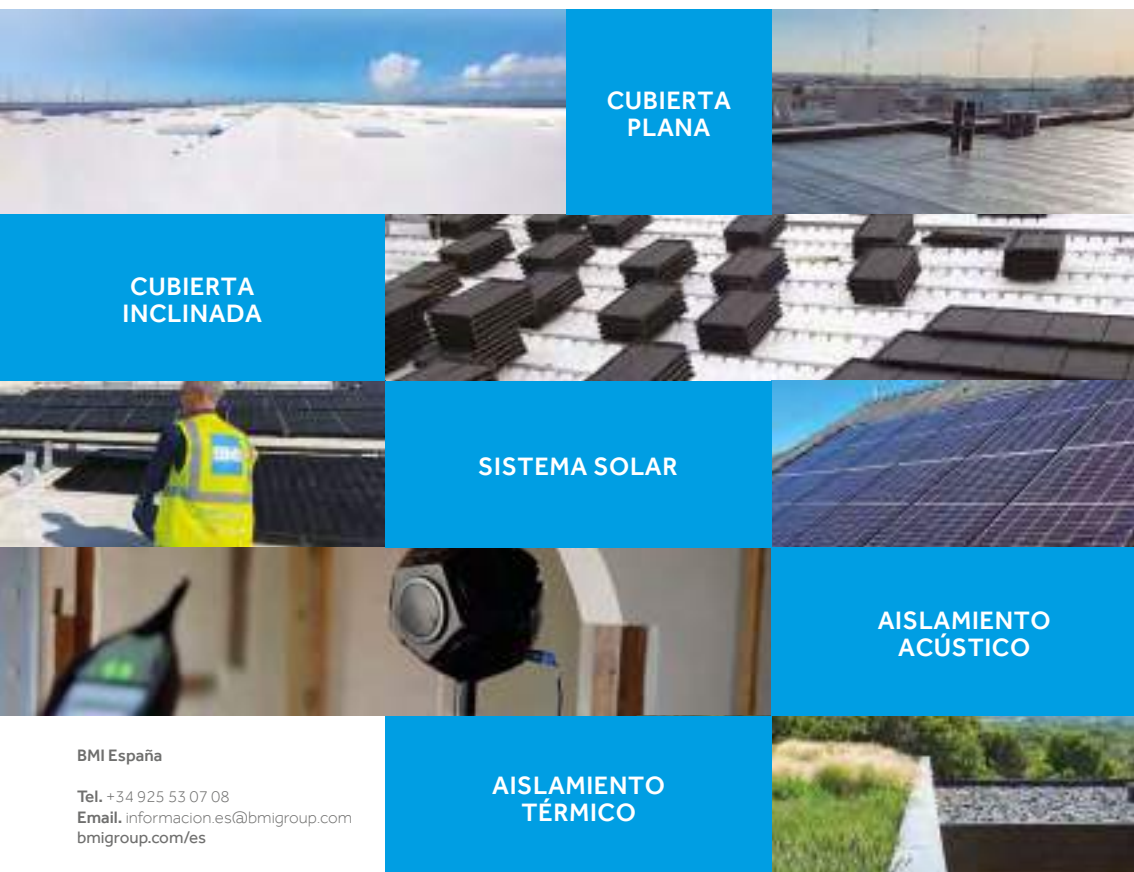 CUBIERTA
PLANA
CUBIERTA
INCLINADA
BMI
SISTEMA SOLAR
AISLAMIENTO
ACÚSTICO
BMI España
Tel. +34 925 53 07 08
Email. informacion.es@bmigroup.com
bmigroup.com/es
AISLAMIENTO
TÉRMICO